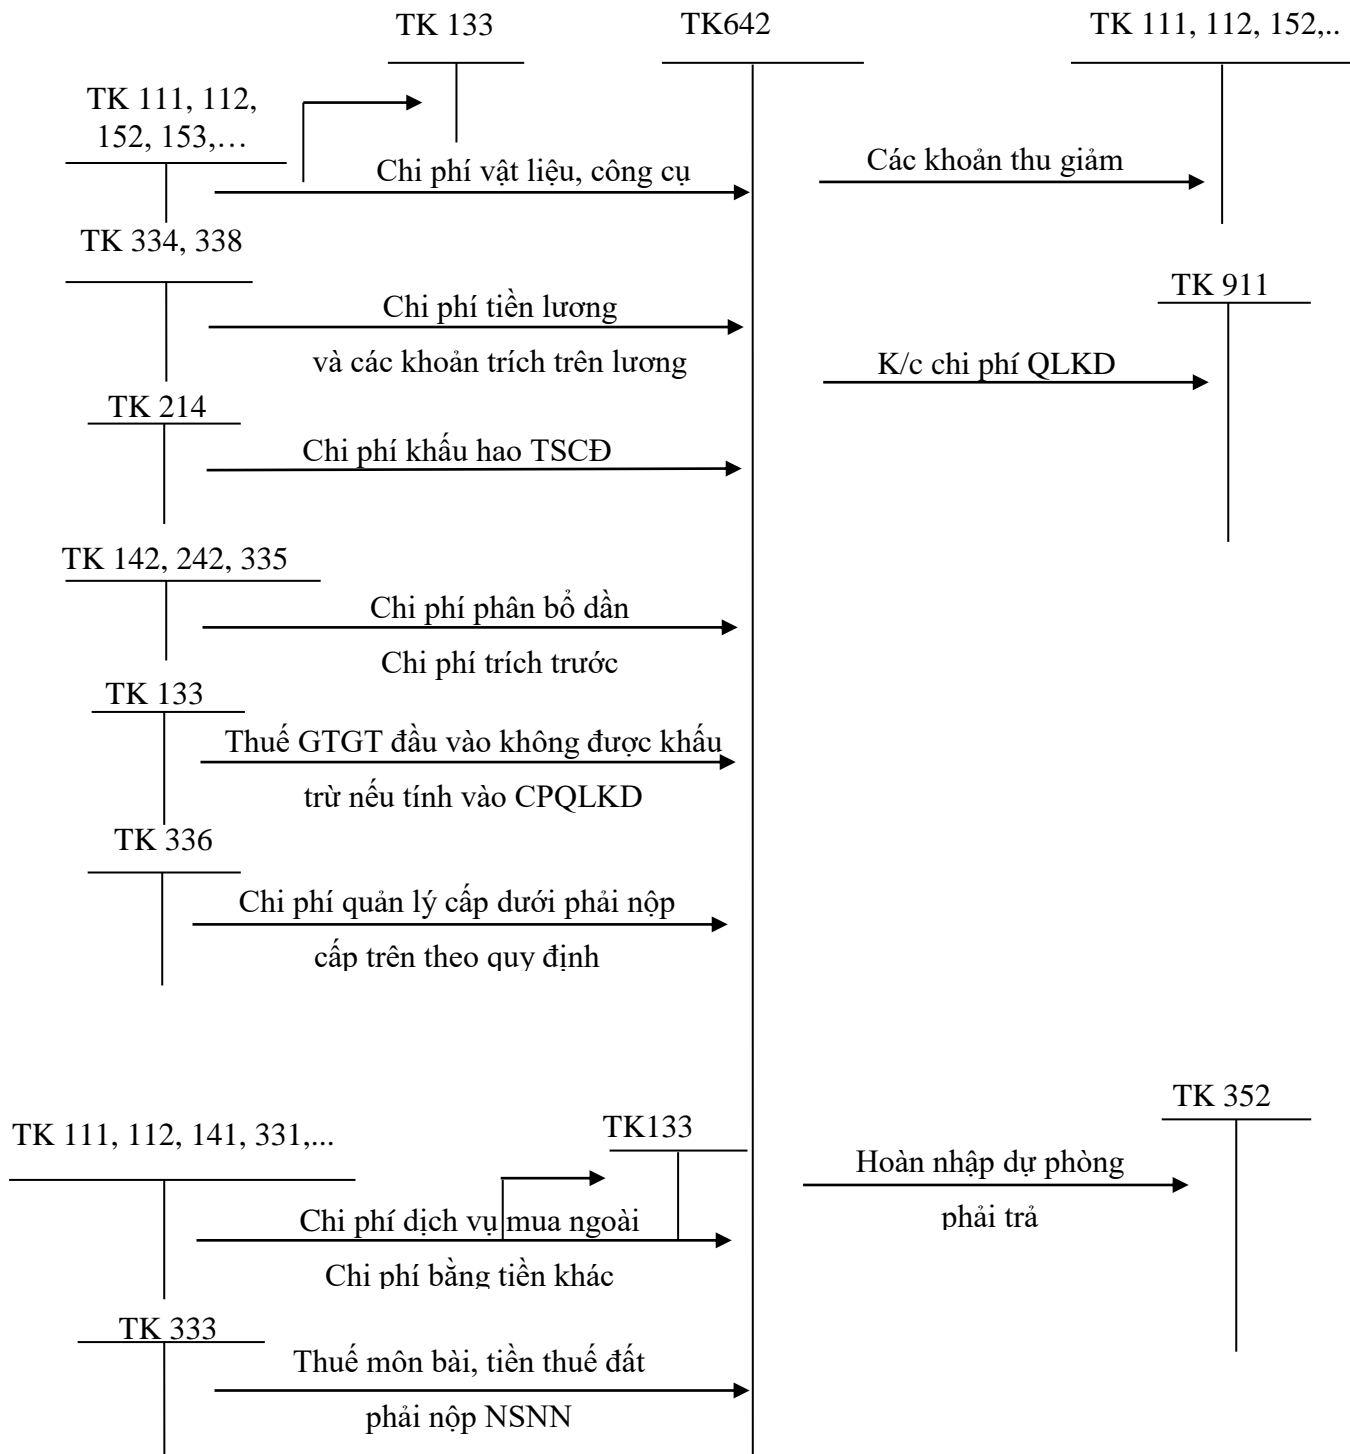 TK 133
TK642
TK 111, 112, 152,..
TK 111, 112,
152, 153,…
Chi phí vật liệu, công cụ
Các khoản thu giảm
TK 334, 338
TK 911
Chi phí tiền lương
và các khoản trích trên lương
K/c chi phí QLKD
TK 214
Chi phí khấu hao TSCĐ
TK 142, 242, 335
Chi phí phân bổ dần
Chi phí trích trước
TK 133
Thuế GTGT đầu vào không được khấu
trừ nếu tính vào CPQLKD
TK 336
Chi phí quản lý cấp dưới phải nộp
cấp trên theo quy định
TK 352
TK 111, 112, 141, 331,...
TK133
Hoàn nhập dự phòng
phải trả
Chi phí dịch vụ mua ngoài
Chi phí bằng tiền khác
TK 333
Thuế môn bài, tiền thuế đất
phải nộp NSNN